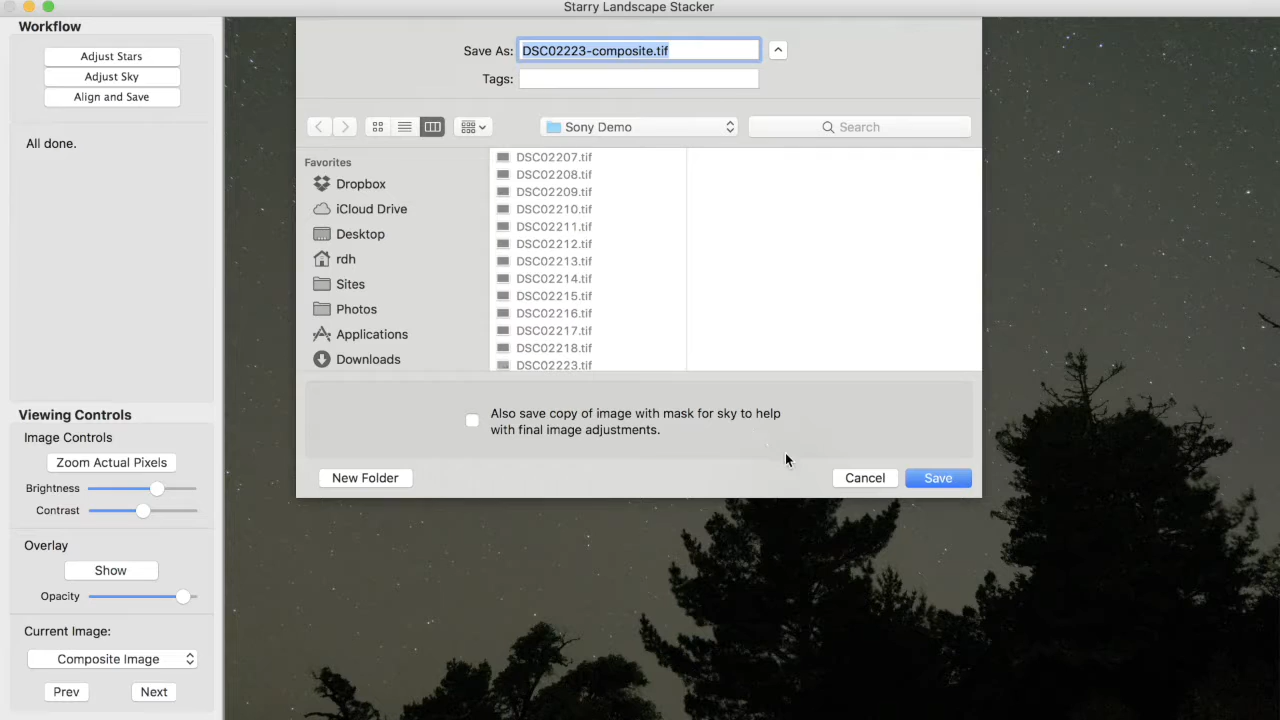 Starry Landscape Stacker
Workflow
Adjust Stars
Adjust Sky
Align and Save
All done.
Viewing Controls
Image Controls
Zoom Actual Pixels
Brightness
Contrast
Overlay
Show
Opacity
Current Image:
Composite Image
Prev Next
Save As: DSC02223-composite.tif
Tags:
Sony Demo
Search
Favorites
Dropbox
iCloud Drive
Desktop
rdh
Sites
Photos
Applications
Downloads
DSC02207.tif
DSC02208.tif
DSC02209.tif
DSC02210.tif
DSC02211.tif
DSC02212.tif
DSC02213.tif
DSC02214.tif
DSC02215.tif
DSC02216.tif
DSC02217.tif
DSC02218.tif
DSC02223.tif
Also save copy of image with mask for sky to help
with final image adjustments.
New Folder
Cancel
Save